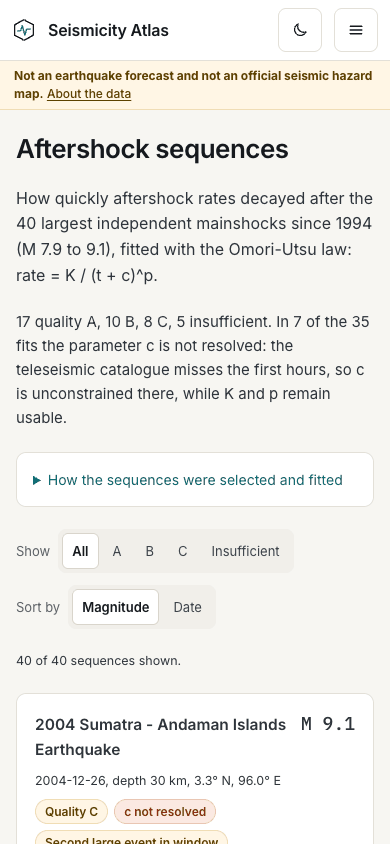 Seismicity Atlas
Not an earthquake forecast and not an official seismic hazard
map. About the data
Aftershock sequences
How quickly aftershock rates decayed after the
40 largest independent mainshocks since 1994
(M 7.9 to 9.1), fitted with the Omori-Utsu law:
rate = K / (t + c)^p.
17 quality A, 10 B, 8 C, 5 insufficient. In 7 of the 35
fits the parameter c is not resolved: the
teleseismic catalogue misses the first hours, so c
is unconstrained there, while K and p remain
usable.
▶ How the sequences were selected and fitted
Show All A B C Insufficient
Sort by Magnitude Date
40 of 40 sequences shown.
2004 Sumatra - Andaman Islands M 9.1
Earthquake
2004-12-26, depth 30 km, 3.3° N, 96.0° E
Quality C c not resolved
Second large event in window